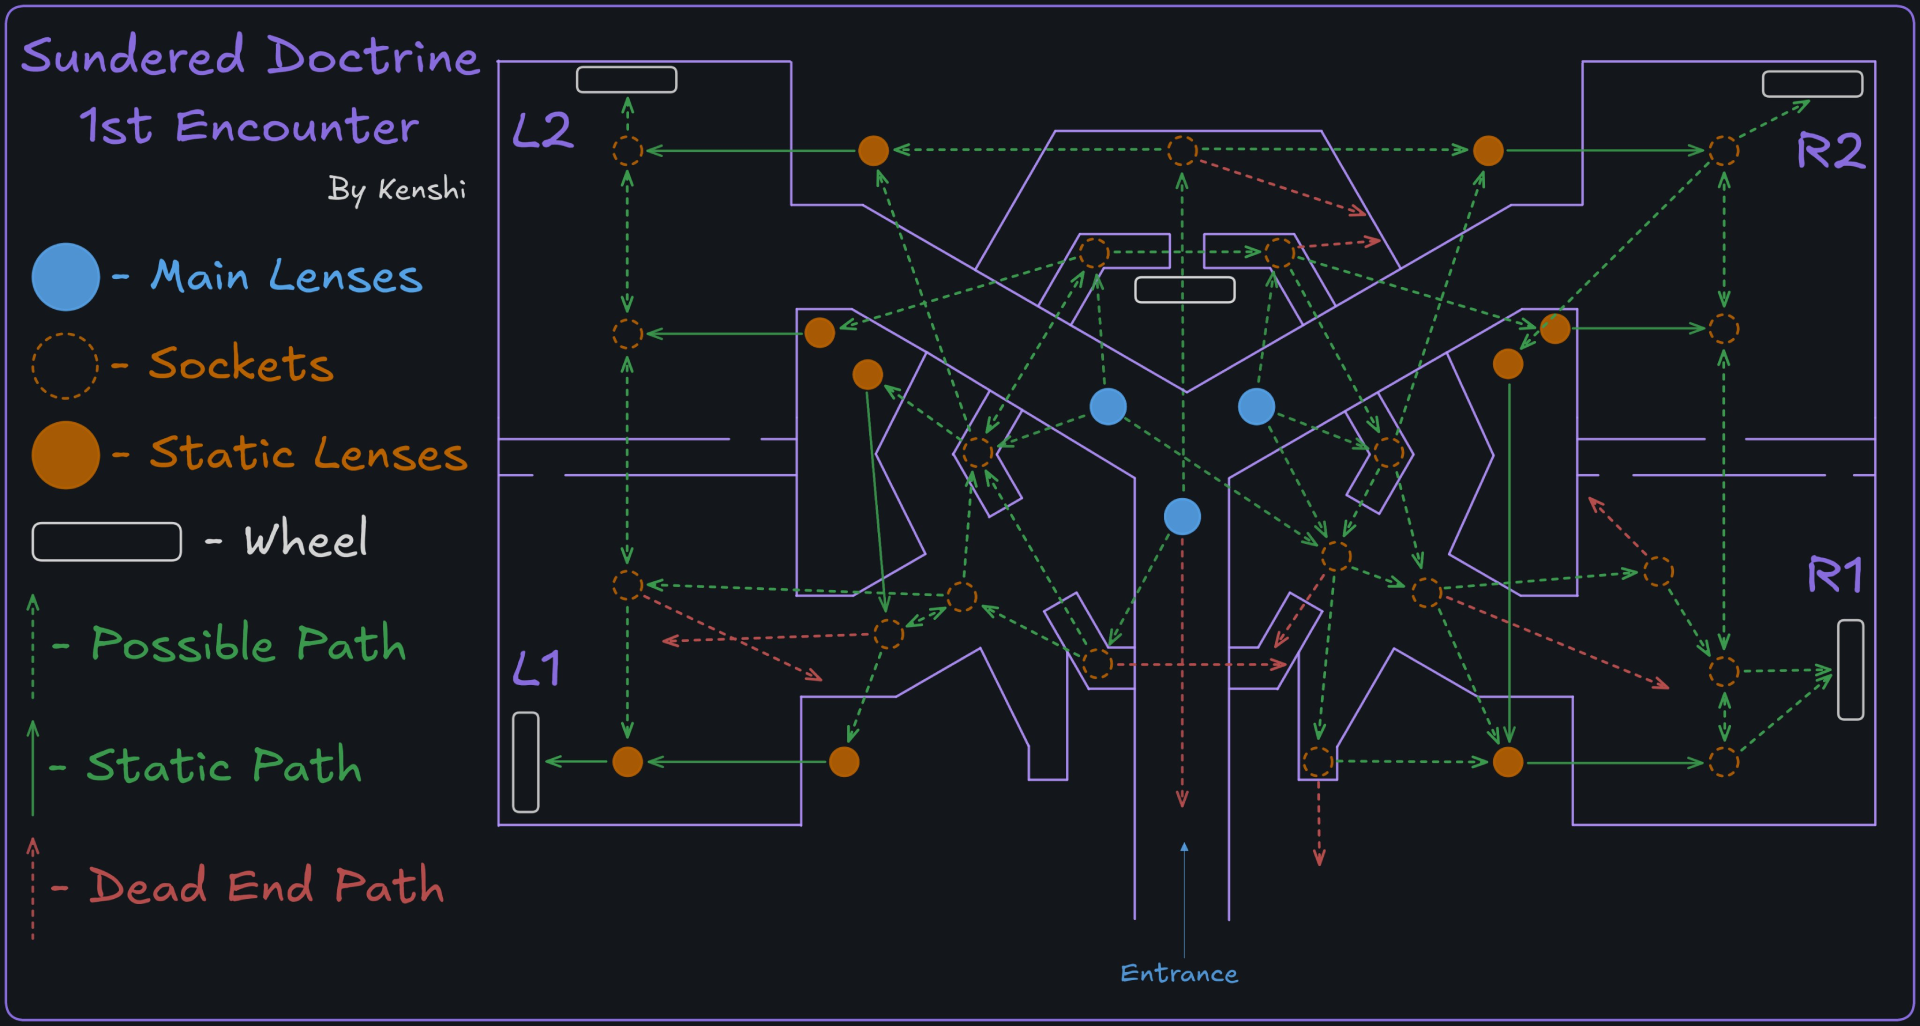 Sundered Doctrine
1st Encounter
By Kenshi
- Main Lenses
- Sockets
- Static Lenses
- Wheel
- Possible Path
- Static Path
- Dead End Path
L2
R2
L1
R1
Entrance